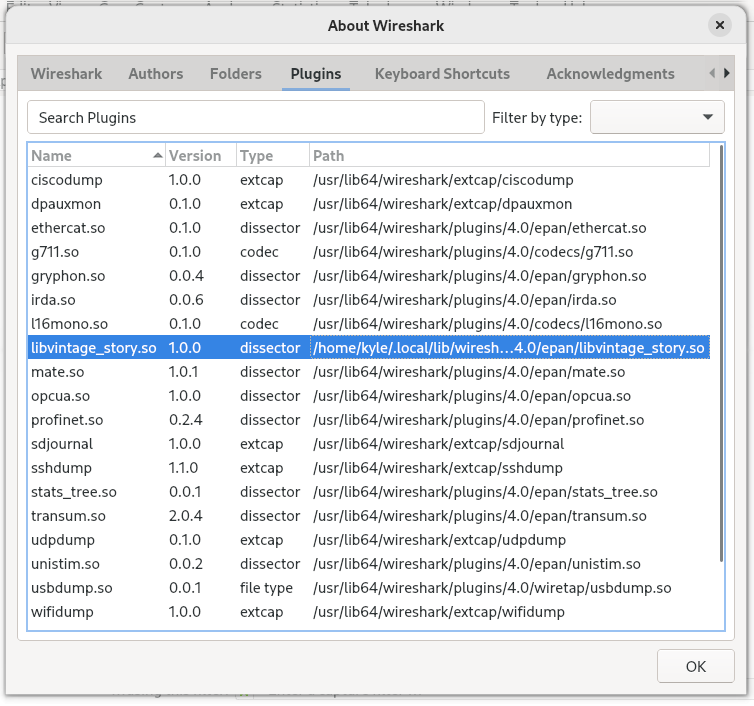 About Wireshark
Wireshark Authors Folders Plugins Keyboard Shortcuts Acknowledgments
Search Plugins Filter by type:
Name Version Type Path
ciscodump 1.0.0 extcap /usr/lib64/wireshark/extcap/ciscodump
dpauxmon 0.1.0 extcap /usr/lib64/wireshark/extcap/dpauxmon
ethercat.so 0.1.0 dissector /usr/lib64/wireshark/plugins/4.0/epan/ethercat.so
g711.so 0.1.0 codec /usr/lib64/wireshark/plugins/4.0/codecs/g711.so
gryphon.so 0.0.4 dissector /usr/lib64/wireshark/plugins/4.0/epan/gryphon.so
irda.so 0.0.6 dissector /usr/lib64/wireshark/plugins/4.0/epan/irda.so
l16mono.so 0.1.0 codec /usr/lib64/wireshark/plugins/4.0/codecs/l16mono.so
libvintage_story.so 1.0.0 dissector /home/kyle/.local/lib/wiresh...4.0/epan/libvintage_story.so
mate.so 1.0.1 dissector /usr/lib64/wireshark/plugins/4.0/epan/mate.so
opcua.so 1.0.0 dissector /usr/lib64/wireshark/plugins/4.0/epan/opcua.so
profinet.so 0.2.4 dissector /usr/lib64/wireshark/plugins/4.0/epan/profinet.so
sdjournal 1.0.0 extcap /usr/lib64/wireshark/extcap/sdjournal
sshdump 1.1.0 extcap /usr/lib64/wireshark/extcap/sshdump
stats_tree.so 0.0.1 dissector /usr/lib64/wireshark/plugins/4.0/epan/stats_tree.so
transum.so 2.0.4 dissector /usr/lib64/wireshark/plugins/4.0/epan/transum.so
udpdump 0.1.0 extcap /usr/lib64/wireshark/extcap/udpdump
unistim.so 0.0.2 dissector /usr/lib64/wireshark/plugins/4.0/epan/unistim.so
usbdump.so 0.0.1 file type /usr/lib64/wireshark/plugins/4.0/wiretap/usbdump.so
wifidump 1.0.0 extcap /usr/lib64/wireshark/extcap/wifidump
OK